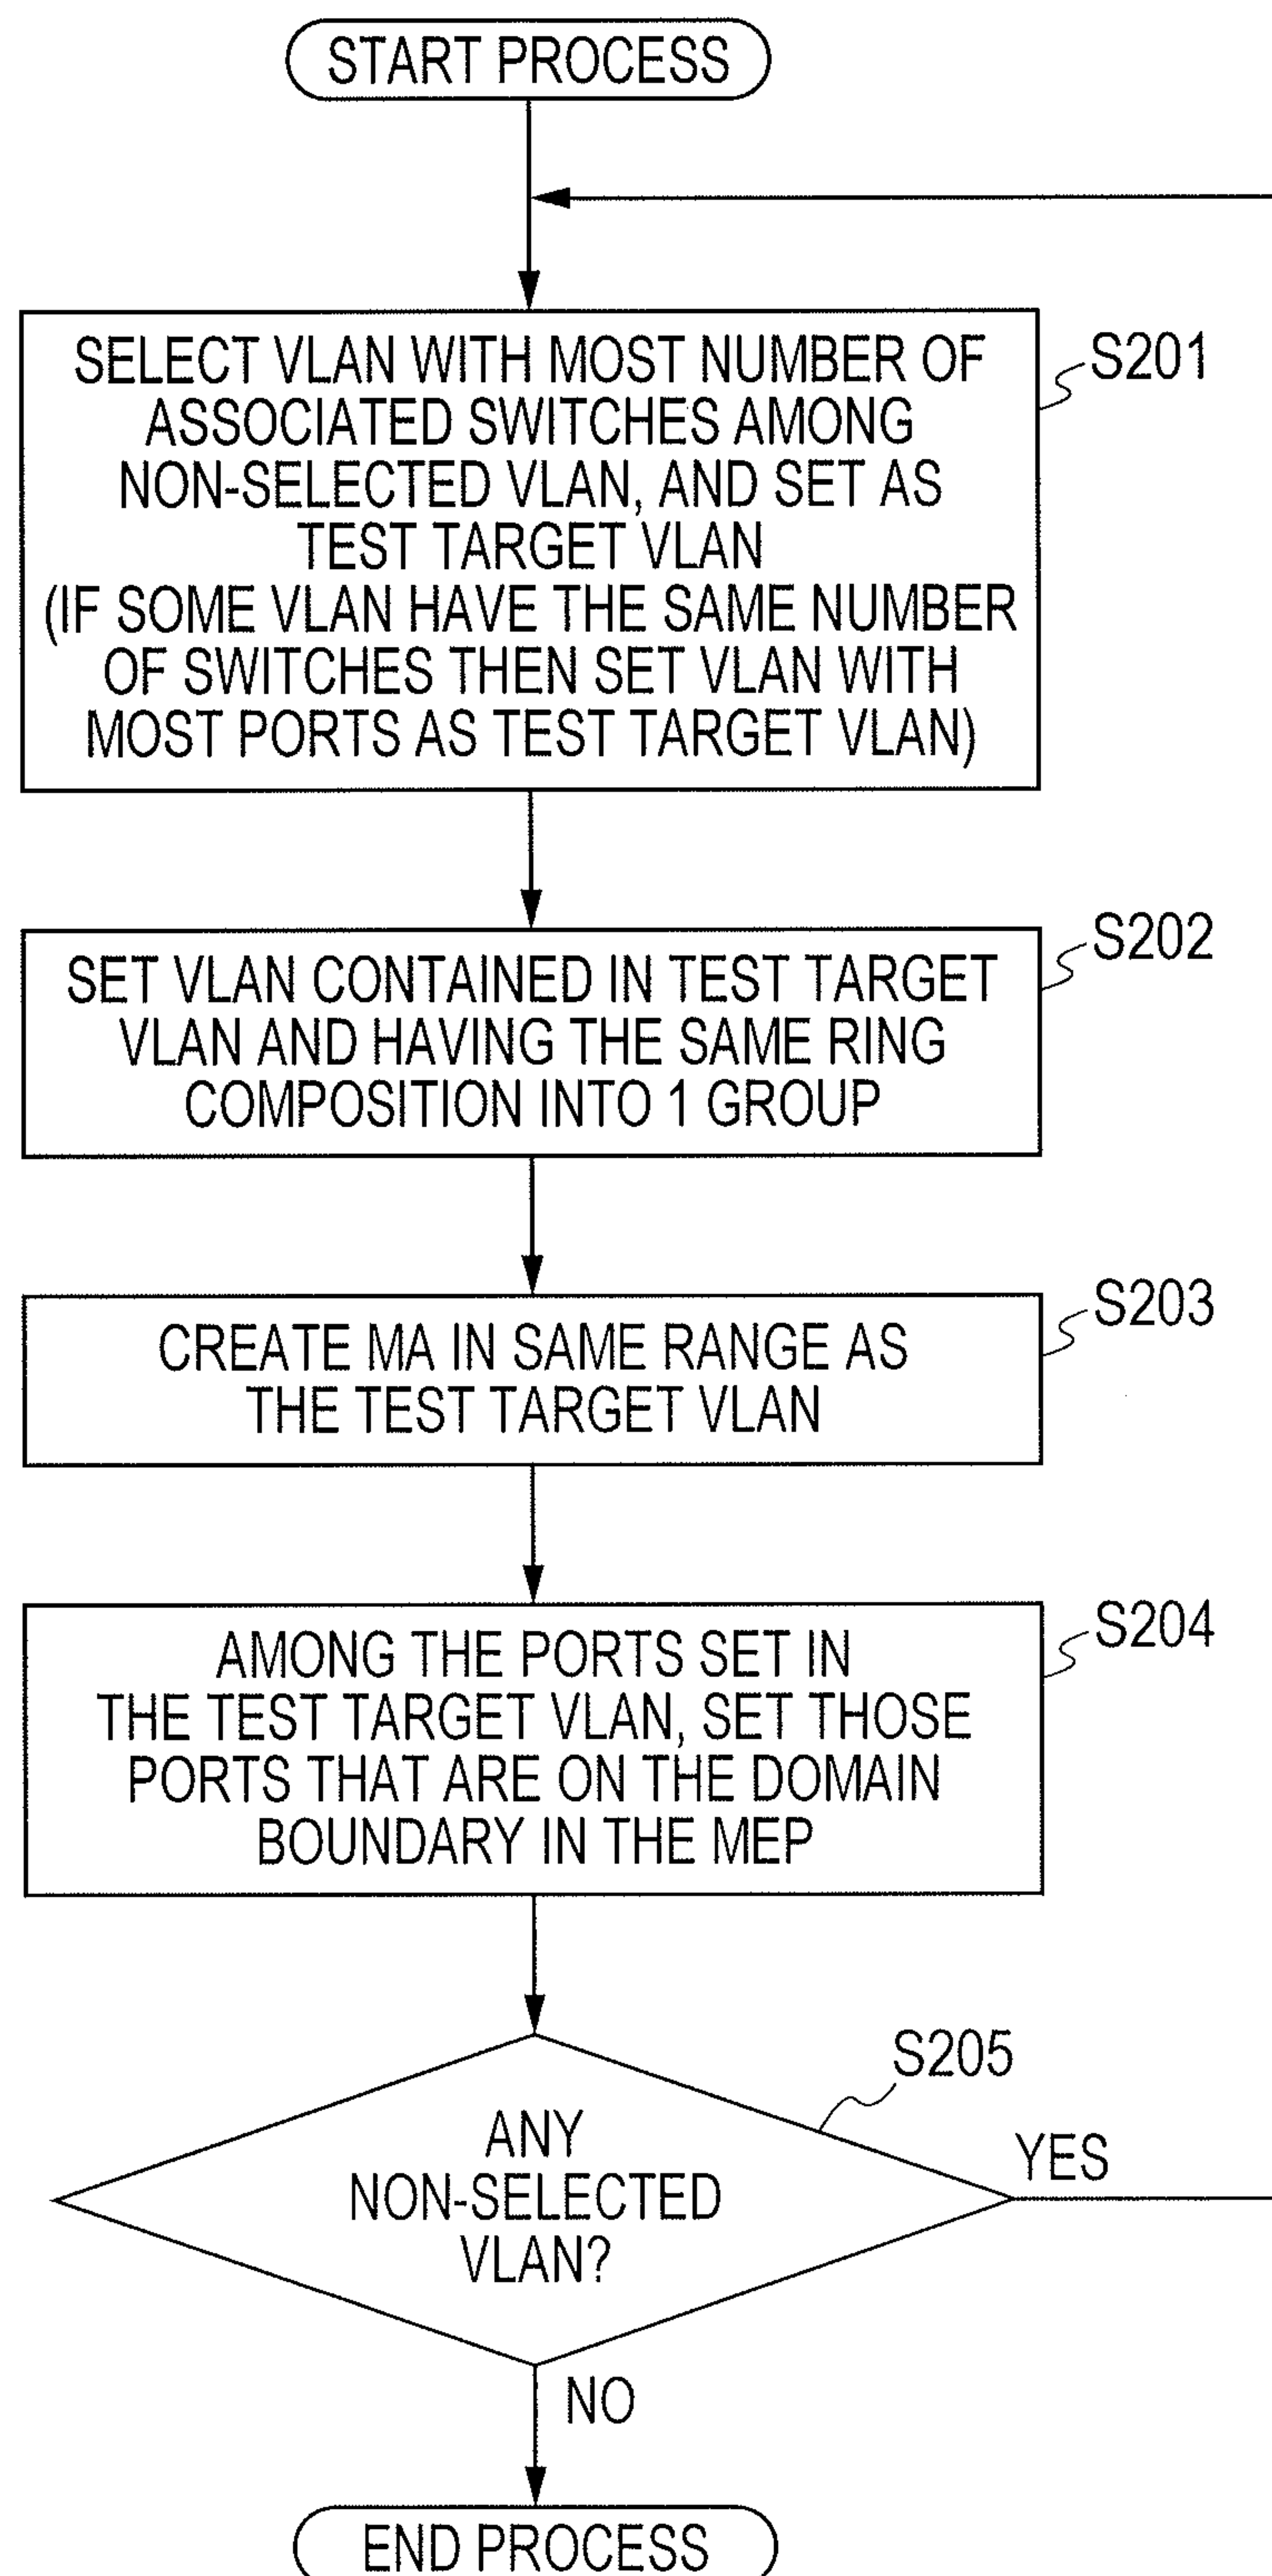 START PROCESS
SELECT VLAN WITH MOST NUMBER OF
ASSOCIATED SWITCHES AMONG
NON-SELECTED VLAN, AND SET AS
TEST TARGET VLAN
(IF SOME VLAN HAVE THE SAME NUMBER
OF SWITCHES THEN SET VLAN WITH
MOST PORTS AS TEST TARGET VLAN)
S201
SET VLAN CONTAINED IN TEST TARGET
VLAN AND HAVING THE SAME RING
COMPOSITION INTO 1 GROUP
S202
CREATE MA IN SAME RANGE AS
THE TEST TARGET VLAN
S203
AMONG THE PORTS SET IN
THE TEST TARGET VLAN, SET THOSE
PORTS THAT ARE ON THE DOMAIN
BOUNDARY IN THE MEP
S204
S205
ANY
NON-SELECTED
VLAN?
YES
NO
END PROCESS